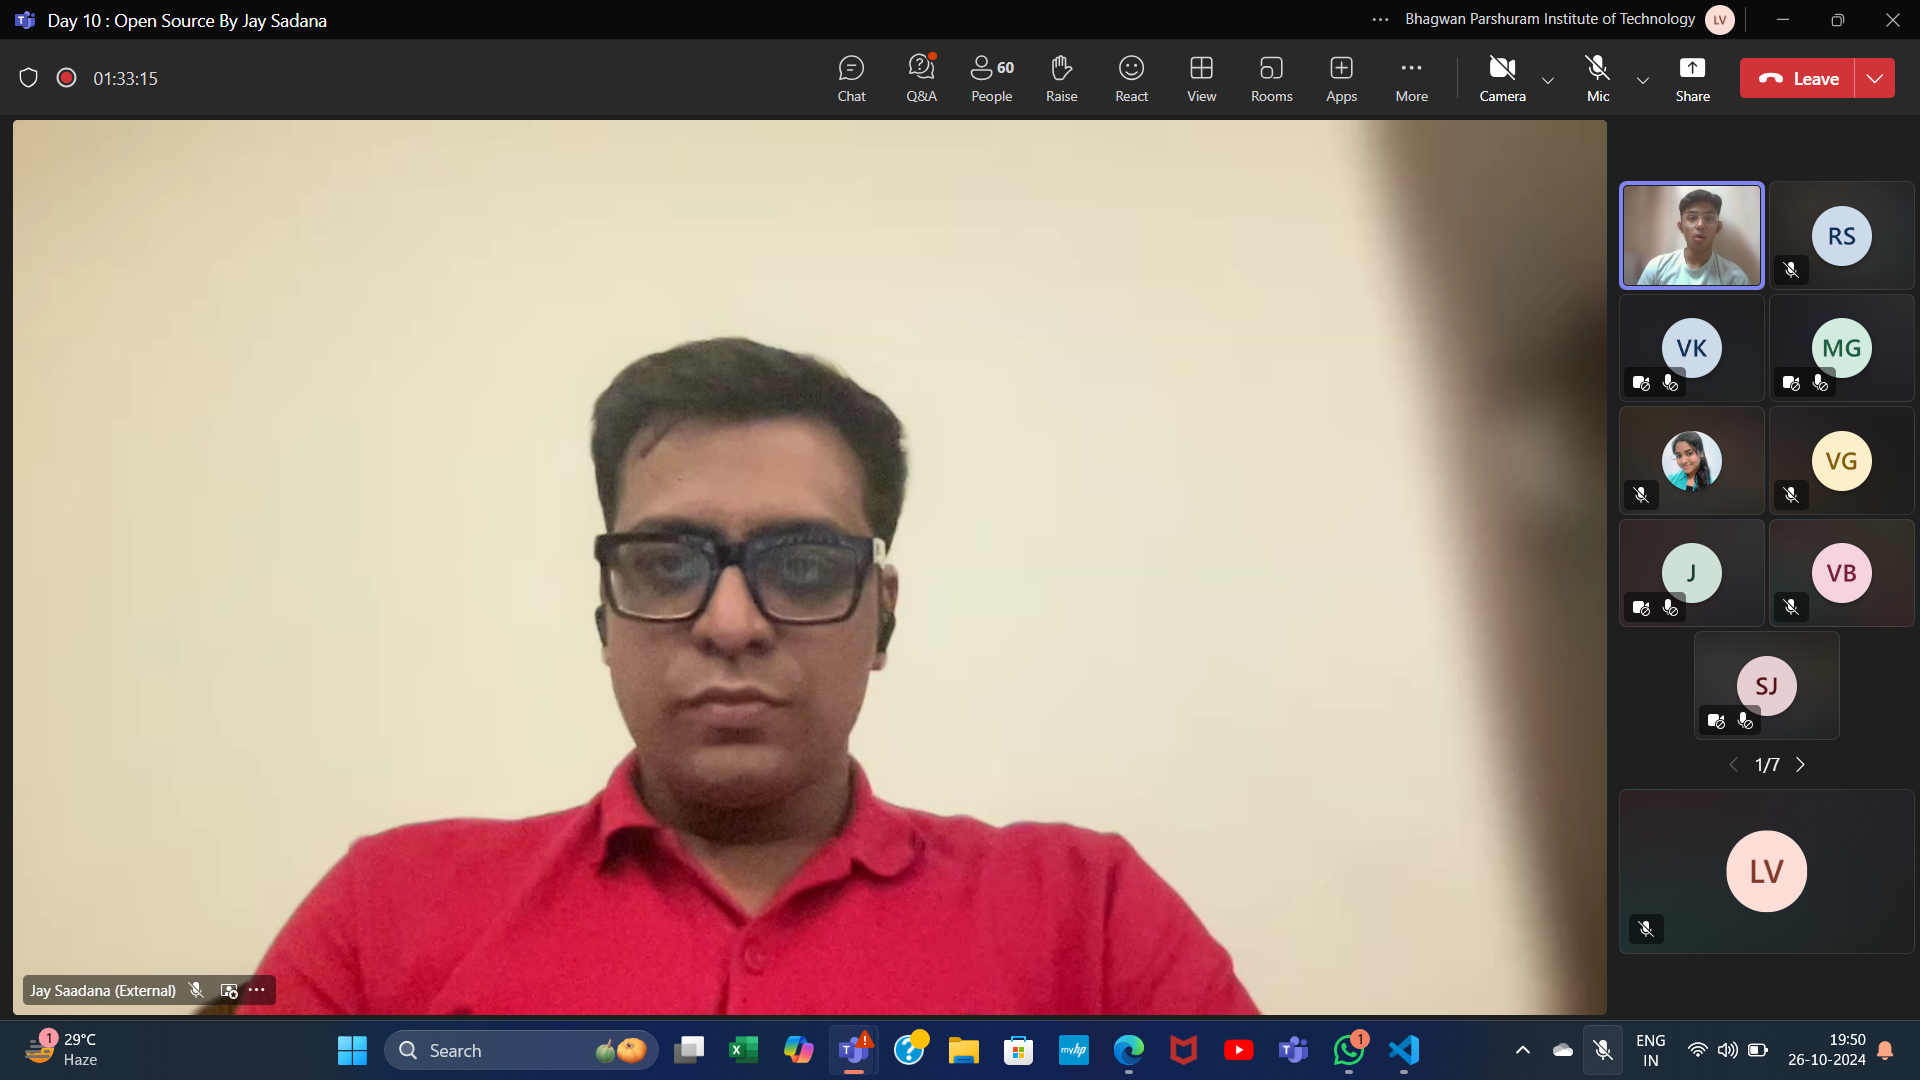 Day 10 : Open Source By Jay Sadana
Bhagwan Parshuram Institute of Technology
LV
01:33:15
Chat
Q&A
60
People
Raise
React
View
Rooms
Apps
More
Camera
Mic
Share
Leave
RS
VK
MG
VG
J
VB
SJ
1/7
LV
Jay Saadana (External)
1
29°C
Haze
Search
myhp
1
ENG
IN
19:50
26-10-2024